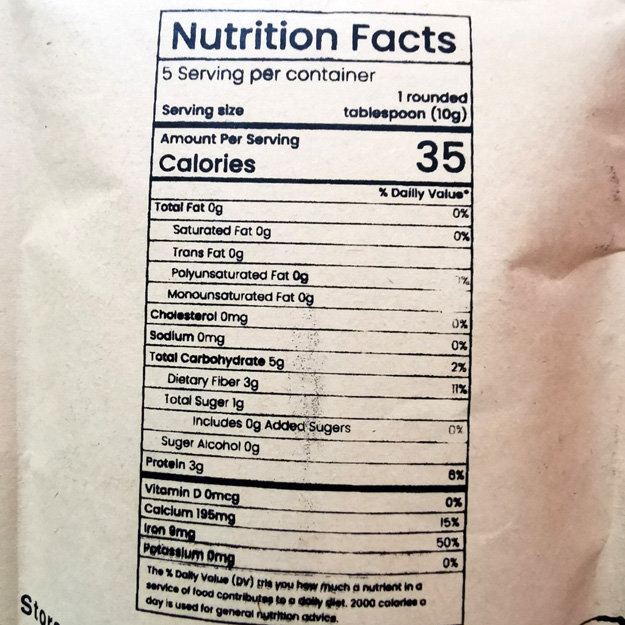 Nutrition Facts
5 Serving per container
Serving size 1 rounded tablespoon (10g)
Amount Per Serving
Calories 35
% Dailly Value*
Total Fat 0g 0%
Saturated Fat 0g 0%
Trans Fat 0g
Polyunsaturated Fat 0g
Monounsaturated Fat 0g
Cholesterol 0mg 0%
Sodium 0mg 0%
Total Carbohydrate 5g 2%
Dietary Fiber 3g 11%
Total Sugar 1g
Includes 0g Added Sugers 0%
Suger Alcohol 0g
Protein 3g 6%
Vitamin D 0mcg 0%
Calcium 195mg 15%
Iron 9mg 50%
Potassium 0mg 0%
The % Daily Value (DV) tris you how much a nutrient in a
service of food contributes to a daily diet. 2000 calories a
day is used for general nutrition advice.